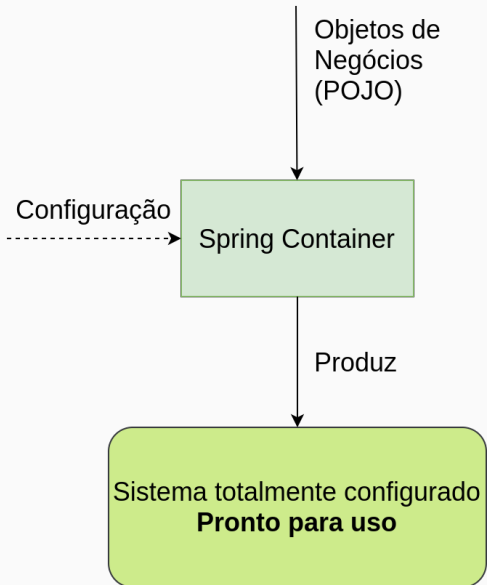 Objetos de
Negócios
(POJO)
Configuração
Spring Container
Produz
Sistema totalmente configurado
Pronto para uso